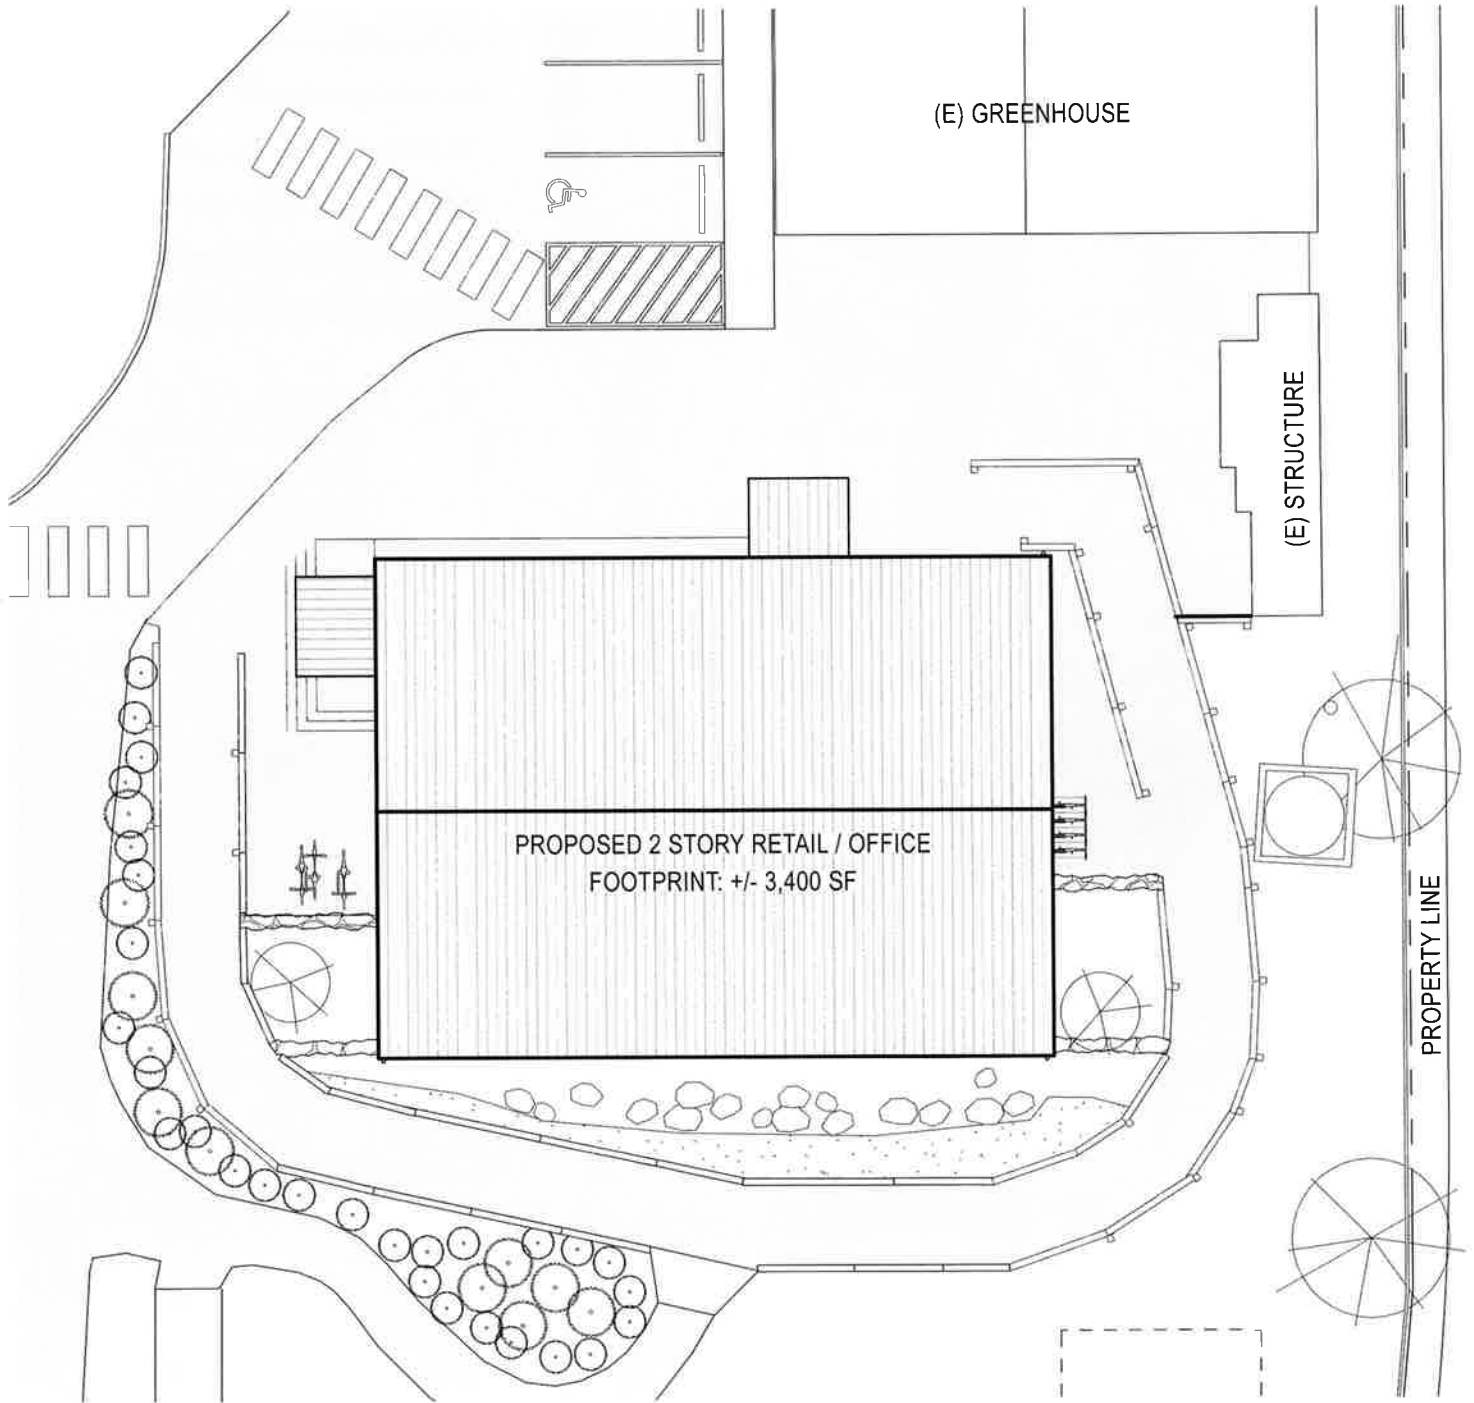 (E) GREENHOUSE
(E) STRUCTURE
PROPOSED 2 STORY RETAIL / OFFICE
FOOTPRINT: +/- 3,400 SF
PROPERTY LINE